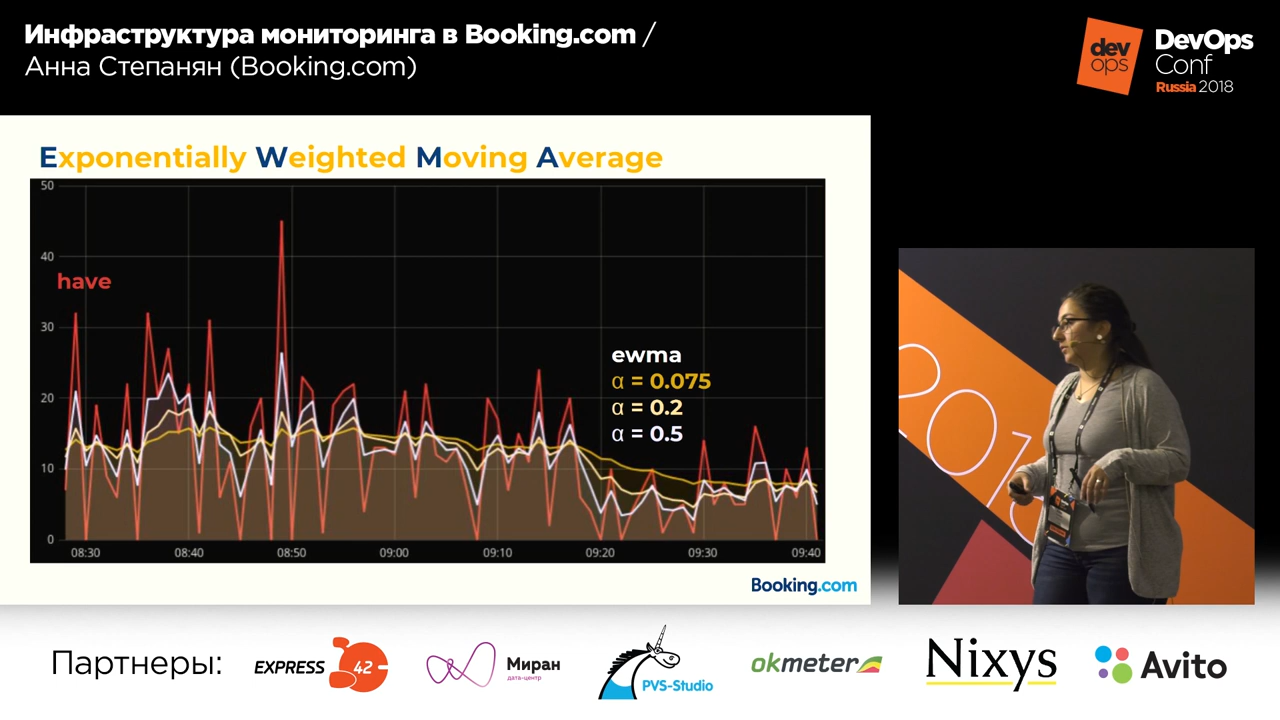 Инфраструктура мониторинга в Booking.com /
Анна Степанян (Booking.com)
dev
ops
DevOps
Conf
Russia 2018
Exponentially Weighted Moving Average
50
40
30
20
10
0
have
ewma
α = 0.075
α = 0.2
α = 0.5
08:30 08:40 08:50 09:00 09:10 09:20 09:30 09:40
Booking.com
2018
Партнеры:
EXPRESS 42
Миран
дата-центр
PVS-Studio
okmeter
Nixys
Avito